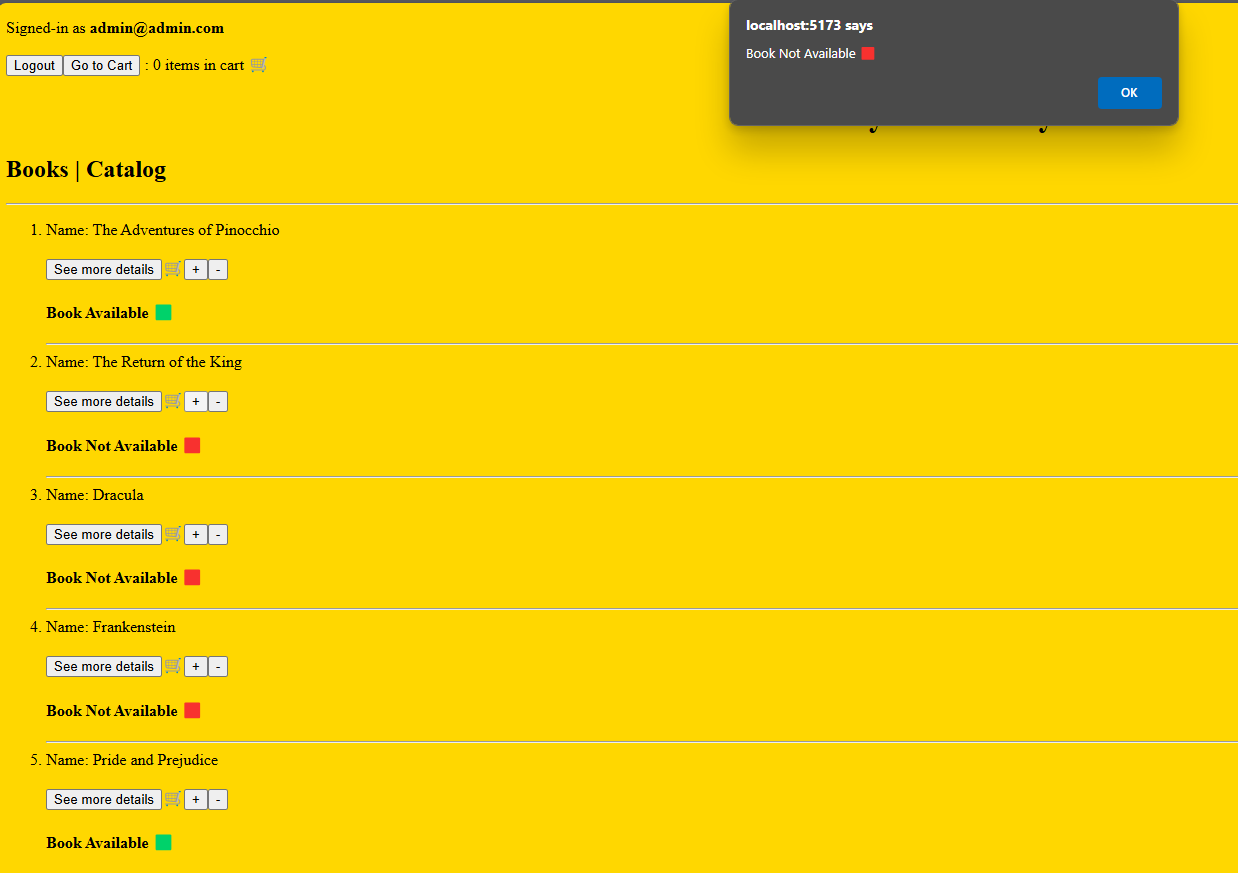 Signed-in as admin@admin.com
Logout Go to Cart : 0 items in cart 🛒
localhost:5173 says
Book Not Available 🟥
OK
Books | Catalog
1. Name: The Adventures of Pinocchio
See more details 🛒 + -
Book Available 🟩
2. Name: The Return of the King
See more details 🛒 + -
Book Not Available 🟥
3. Name: Dracula
See more details 🛒 + -
Book Not Available 🟥
4. Name: Frankenstein
See more details 🛒 + -
Book Not Available 🟥
5. Name: Pride and Prejudice
See more details 🛒 + -
Book Available 🟩